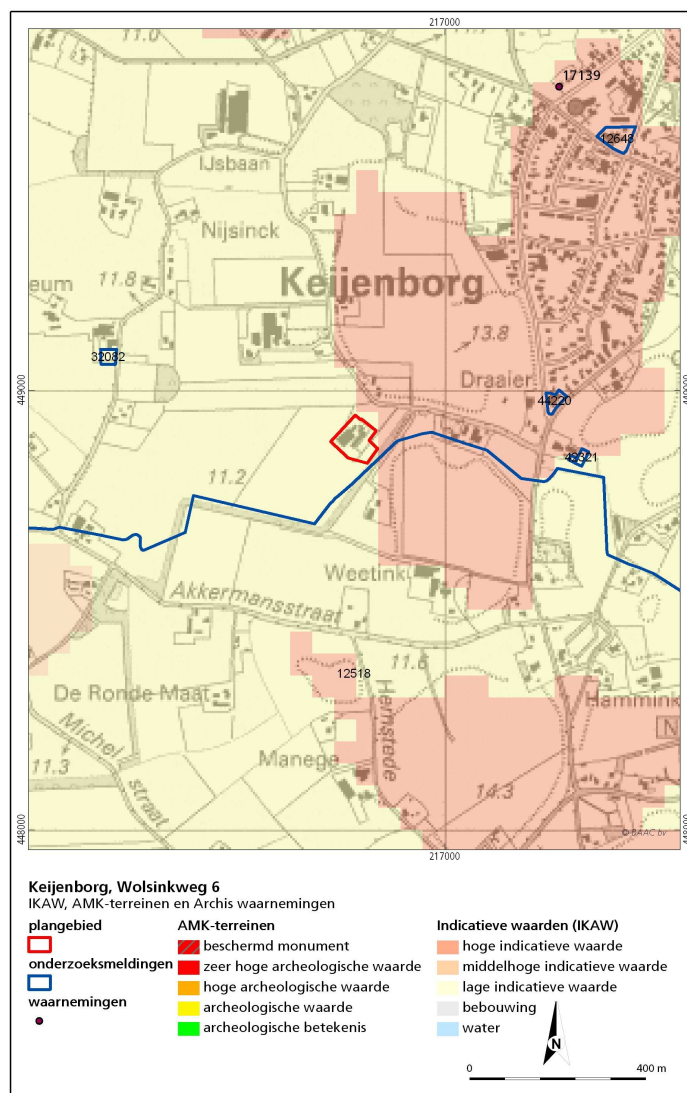 217000
11.0
17139
12648
IJsbaan
Nijsinck
Keijenborg
eum
11.8
13.8
32082
Draaier
449000
44220
11.2
Weetink
Akkermansstraat
11.6
12518
De Ronde Maat
Hernstrede
Hammink
N
Michel
straat
Manege
11.3
14.3
448000
© BAAC bv
217000
Keijenborg, Wolsinkweg 6
IKAW, AMK-terreinen en Archis waarnemingen
plangebied
AMK-terreinen
Indicatieve waarden (IKAW)
beschermd monument
hoge indicatieve waarde
onderzoeksmeldingen
zeer hoge archeologische waarde
middelhoge indicatieve waarde
hoge archeologische waarde
lage indicatieve waarde
waarnemingen
archeologische waarde
bebouwing
archeologische betekenis
water
N
0
400 m